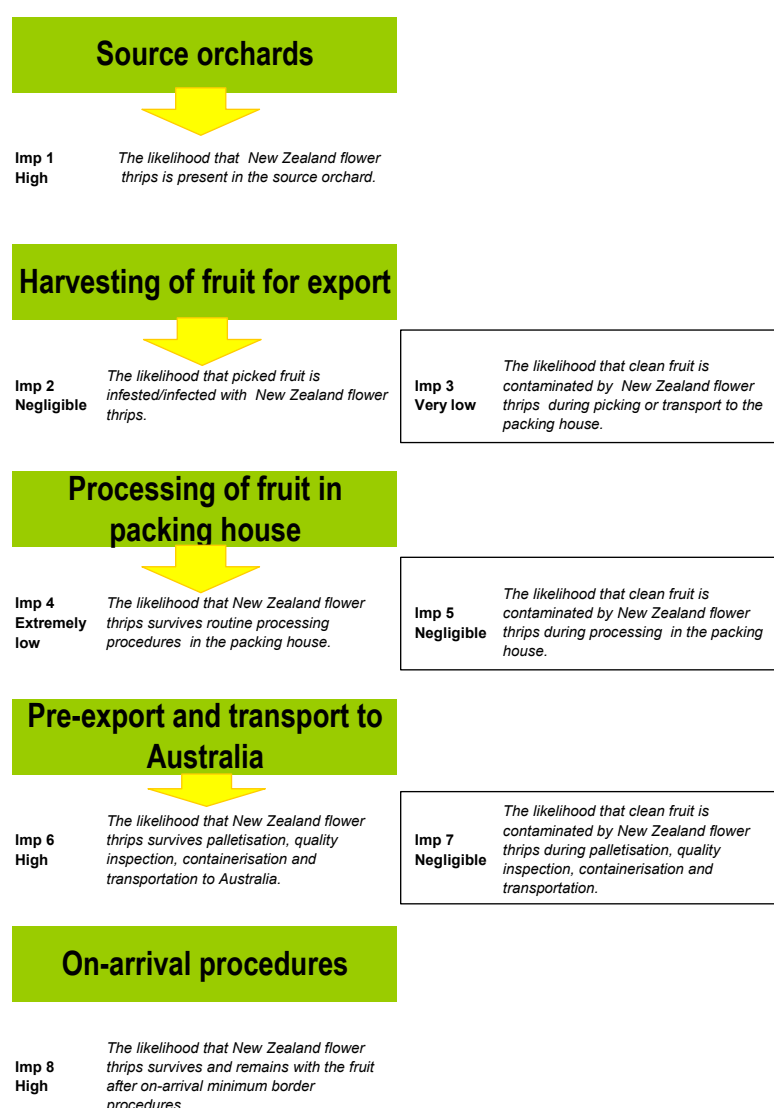 Source orchards
Imp 1
High
The likelihood that New Zealand flower
thrips is present in the source orchard.
Harvesting of fruit for export
Imp 2
Negligible
The likelihood that picked fruit is
infested/infected with New Zealand flower
thrips.
Imp 3
Very low
The likelihood that clean fruit is
contaminated by New Zealand flower
thrips during picking or transport to the
packing house.
Processing of fruit in
packing house
Imp 4
Extremely
low
The likelihood that New Zealand flower
thrips survives routine processing
procedures in the packing house.
Imp 5
Negligible
The likelihood that clean fruit is
contaminated by New Zealand flower
thrips during processing in the packing
house.
Pre-export and transport to
Australia
Imp 6
High
The likelihood that New Zealand flower
thrips survives palletisation, quality
inspection, containerisation and
transportation to Australia.
Imp 7
Negligible
The likelihood that clean fruit is
contaminated by New Zealand flower
thrips during palletisation, quality
inspection, containerisation and
transportation.
On-arrival procedures
Imp 8
High
The likelihood that New Zealand flower
thrips survives and remains with the fruit
after on-arrival minimum border
procedures